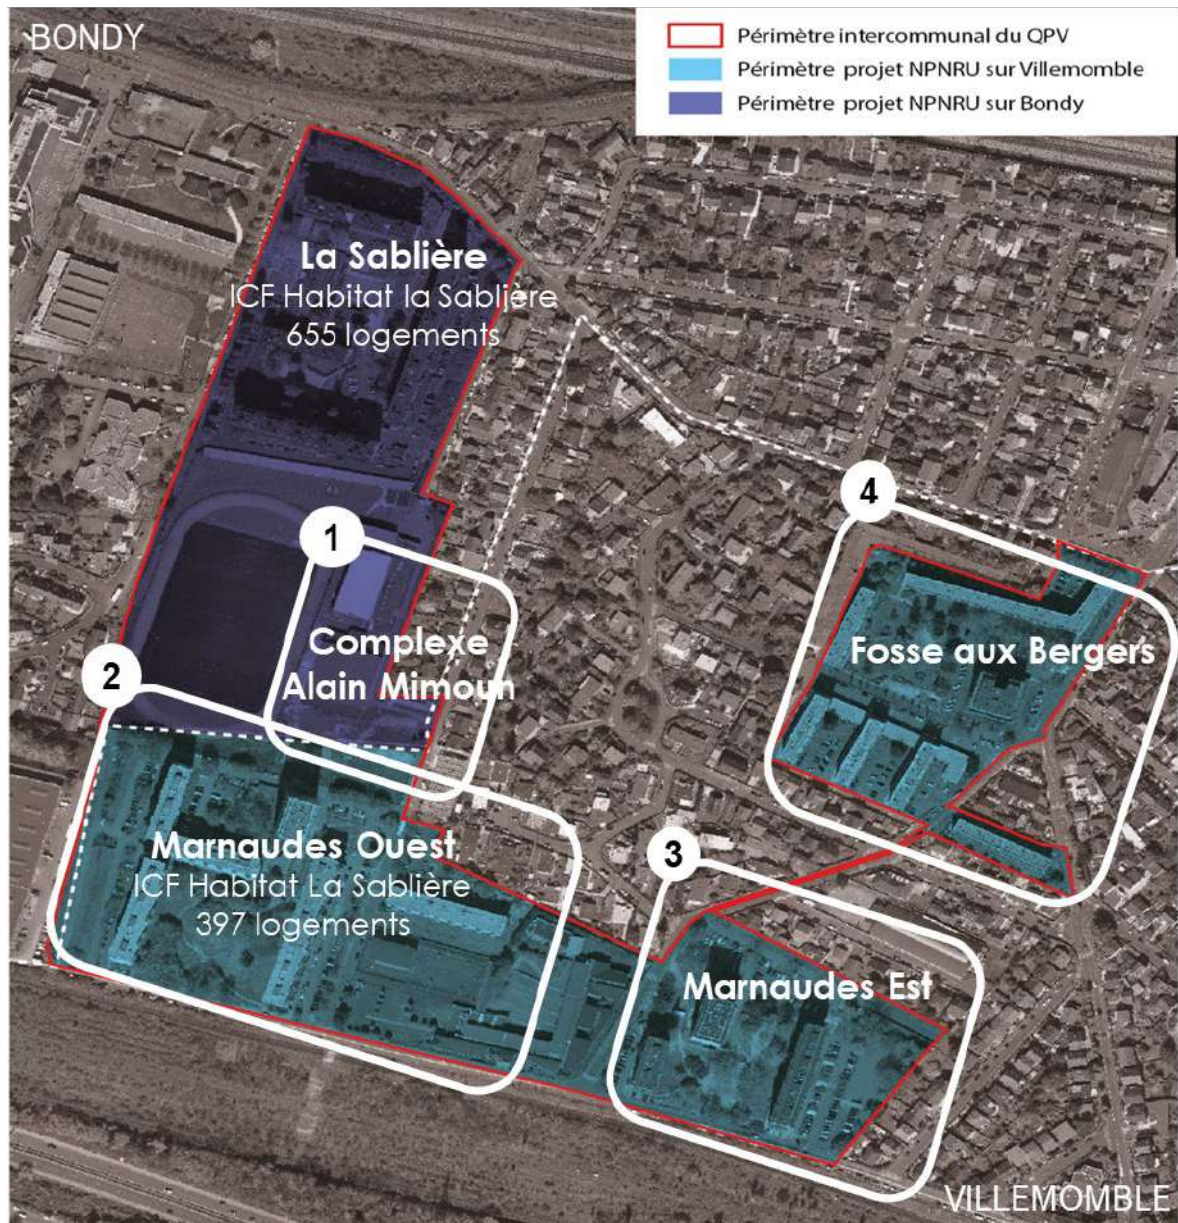 BONDY
Périmètre intercommunal du QPV
Périmètre projet NPNRU sur Villemomble
Périmètre projet NPNRU sur Bondy
La Sablière
ICF Habitat la Sablière
655 logements
4
1
Fosse aux Bergers
Complexe
Alain Mimoun
2
Marnaudes Ouest
ICF Habitat La Sablière
397 logements
3
Marnaudes Est
VILLEMOMBLE